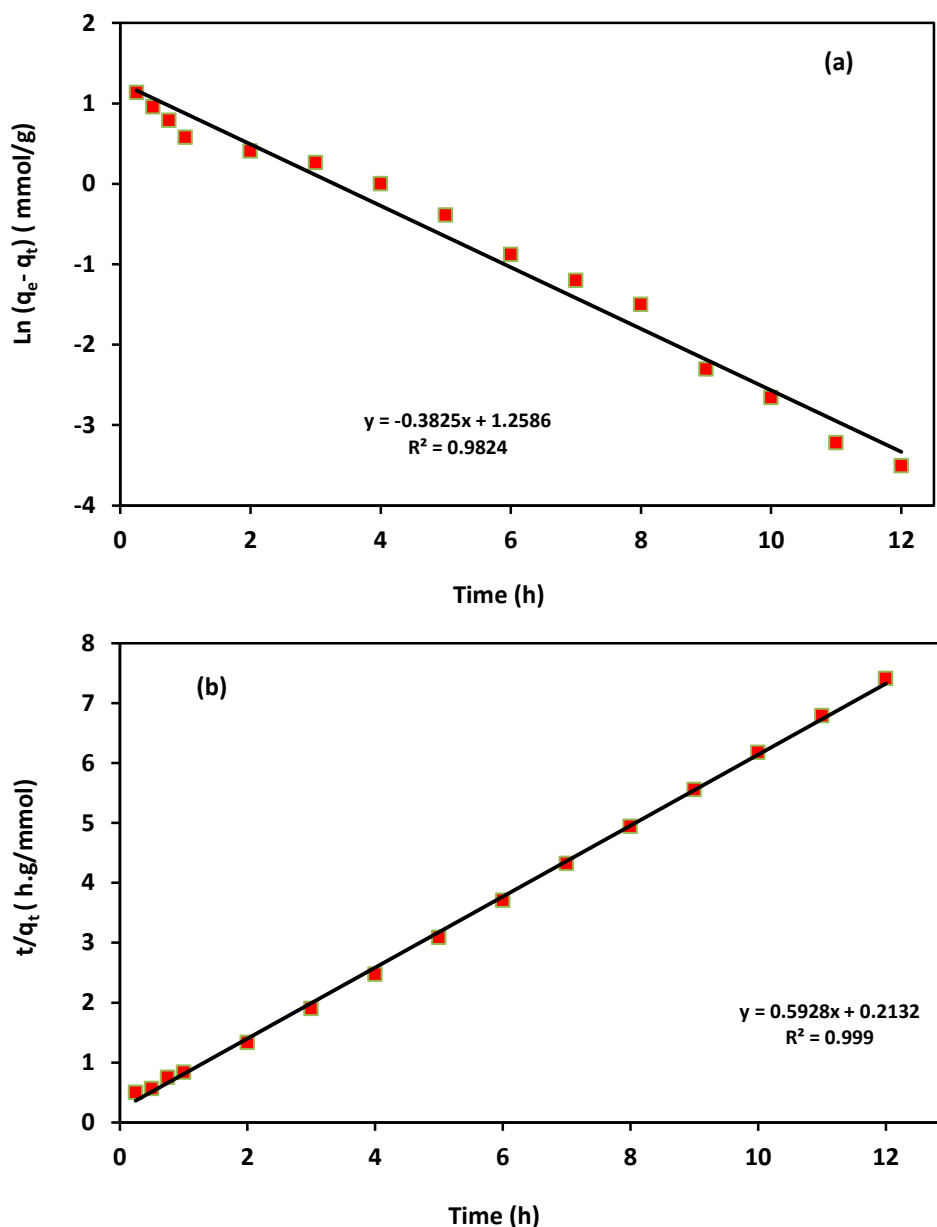 2
1
0
-1
-2
-3
-4
Ln (qₑ- qₜ) ( mmol/g)
(a)
y = -0.3825x + 1.2586
R² = 0.9824
0 2 4 6 8 10 12
Time (h)
8
7
6
5
4
3
2
1
0
t/qₜ ( h.g/mmol)
(b)
y = 0.5928x + 0.2132
R² = 0.999
0 2 4 6 8 10 12
Time (h)